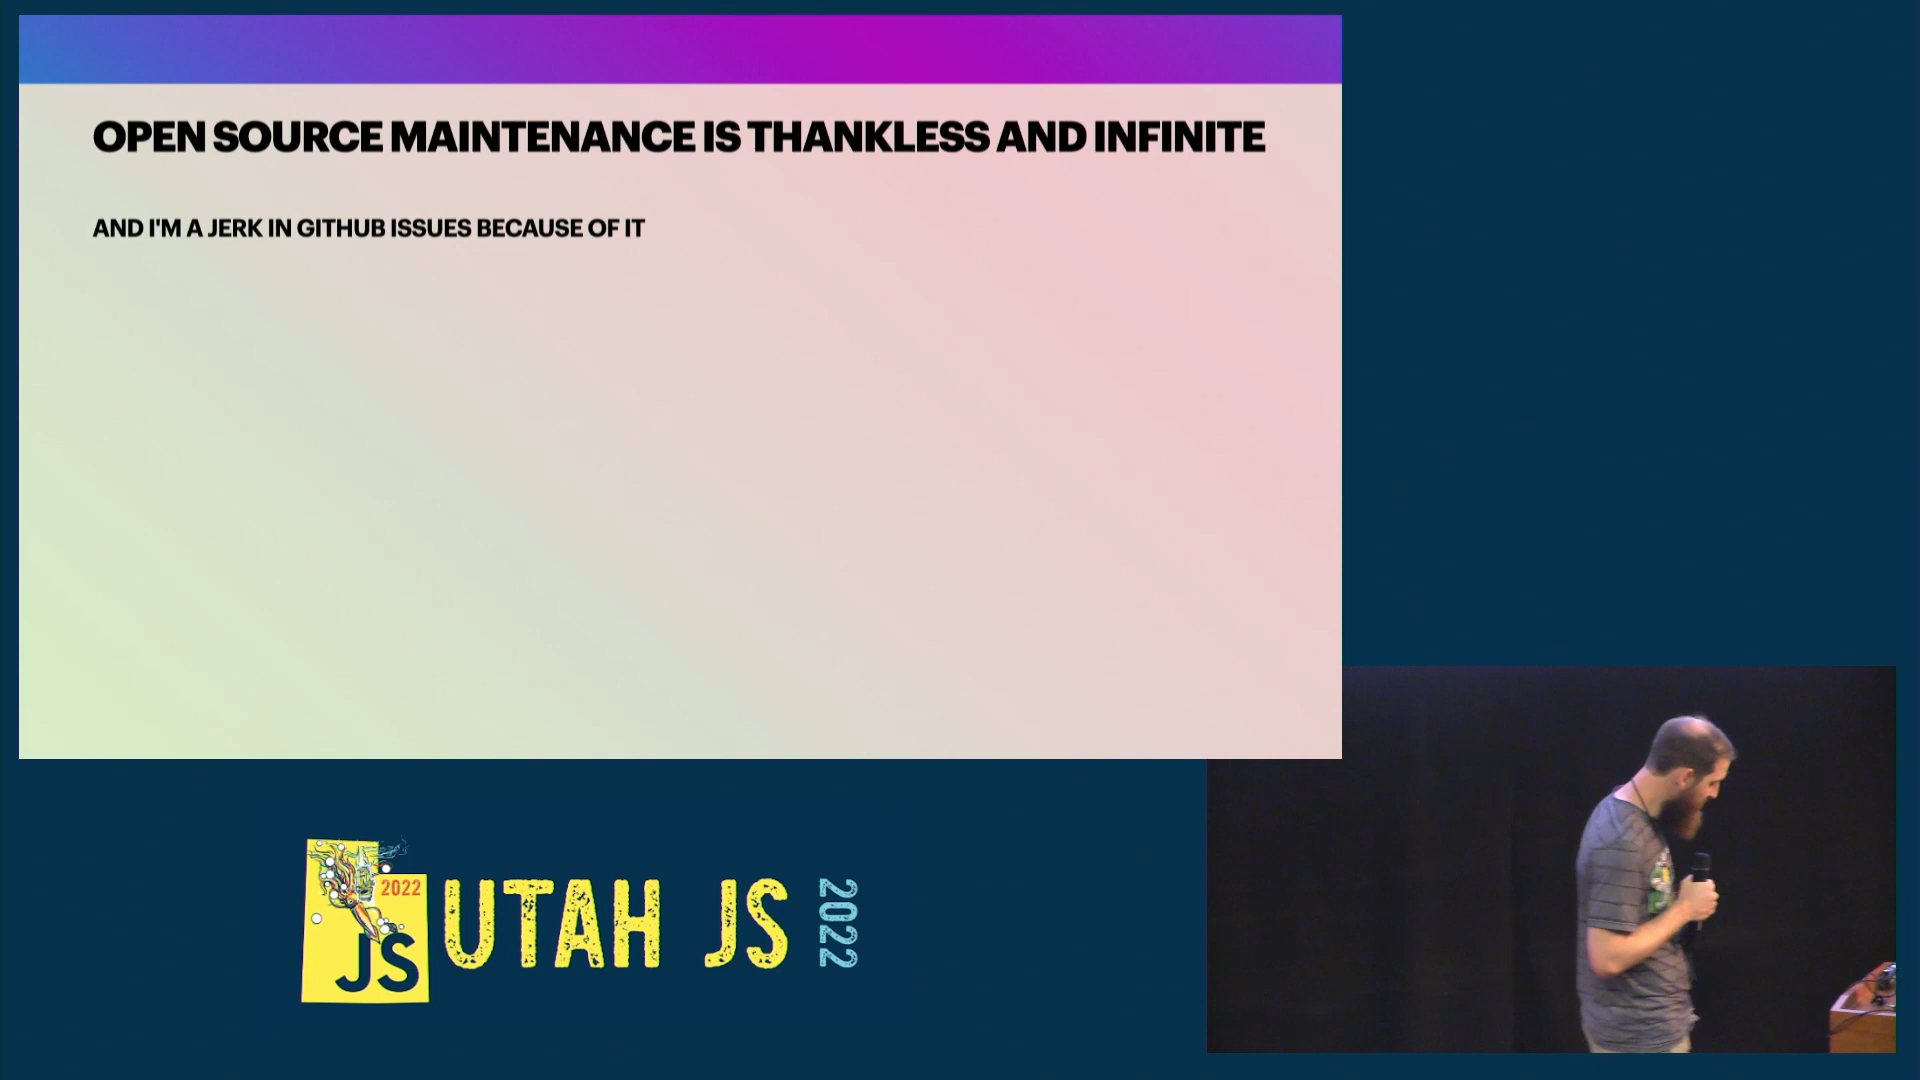 OPEN SOURCE MAINTENANCE IS THANKLESS AND INFINITE
AND I'M A JERK IN GITHUB ISSUES BECAUSE OF IT
2022
JS
UTAH JS
2022